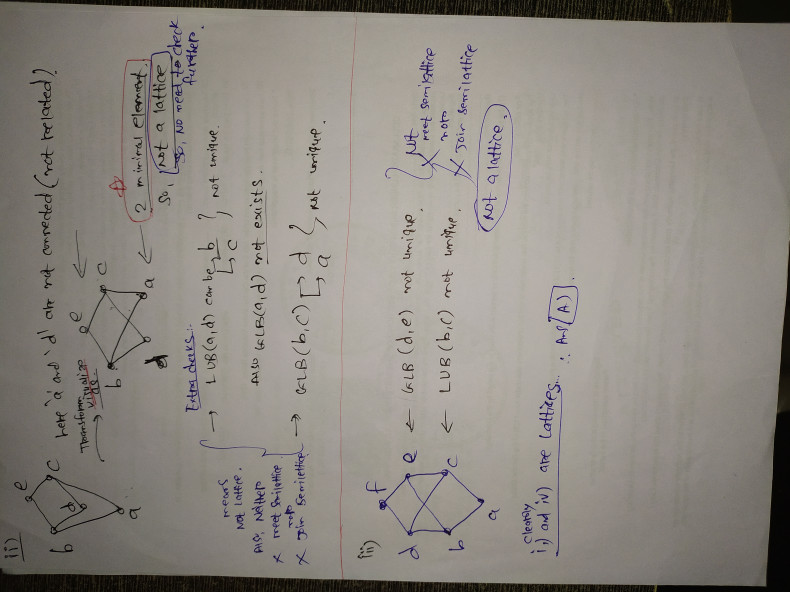 ii)
e
b
c
d
a
here 'a' and 'd' are not connected (not related).
Transform
visualize
as
e
b
c
d
a
← 2 minimal element.
So, not a lattice
So, no need to check
further.
Extra checks..
→ LUB(a,d) can be b
c
not unique.
Also GLB(a,d) not exists.
→ GLB(b,c) → d
→ a
not unique.
means
not lattice.
Also, Neither
× meet semilattice
nor
× Join semilattice
iii)
f
d
e
b
c
a
← GLB (d,e) not unique.
← LUB (b,c) not unique.
Not
× meet semilattice
nor
× Join semilattice
Not a lattice.
clearly
i) and iv) are Lattices.. ∴ Ans [A].